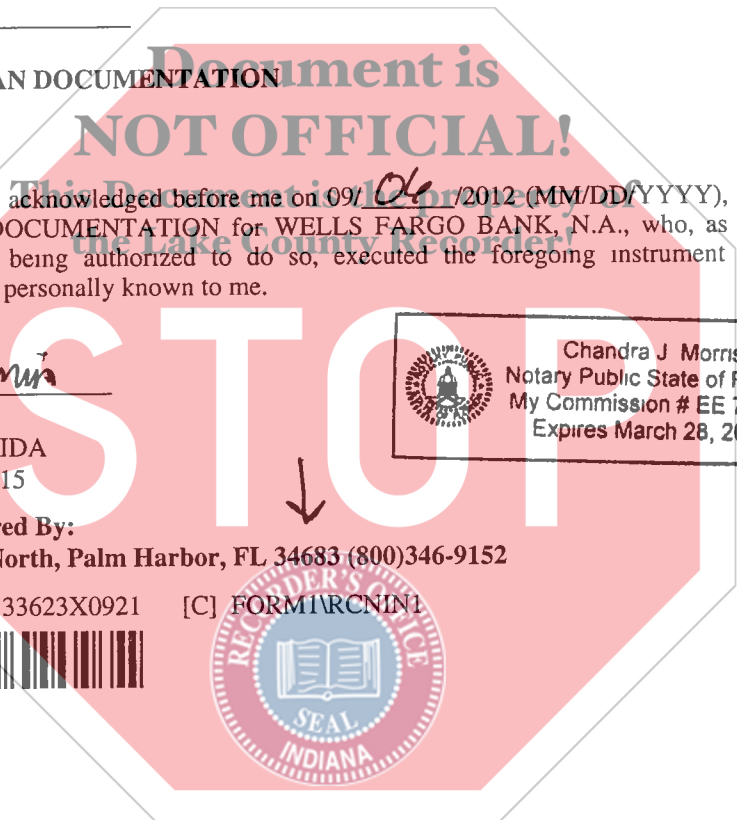 AN DOCUMENTATION
Document is
NOT OFFICIAL!
This Document is the property of
the Lake County Recorder!
acknowledged before me on 09/ 06 /2012 (MM/DD/YYYY),
DOCUMENTATION for WELLS FARGO BANK, N.A., who, as
being authorized to do so, executed the foregoing instrument
personally known to me.
STOP
Chandra J Morris
Notary Public State of F
My Commission # EE 7
Expires March 28, 20
IDA
15
red By:
North, Palm Harbor, FL 34683 (800)346-9152
33623X0921 [C] FORM1\RCNIN1
RECORDER'S OFFICE
SEAL
INDIANA